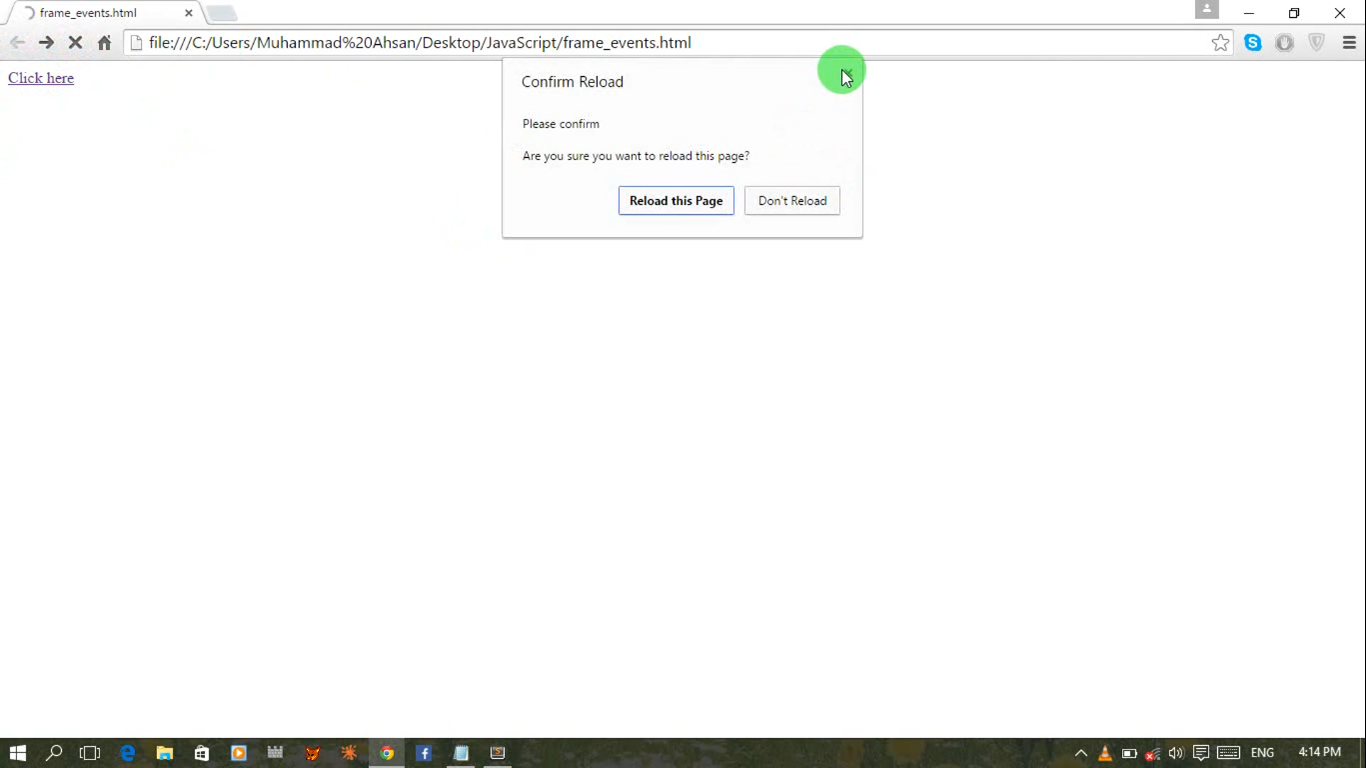 frame_events.html
file:///C:/Users/Muhammad%20Ahsan/Desktop/JavaScript/frame_events.html
Click here
Confirm Reload
Please confirm
Are you sure you want to reload this page?
Reload this Page
Don't Reload
ENG
4:14 PM